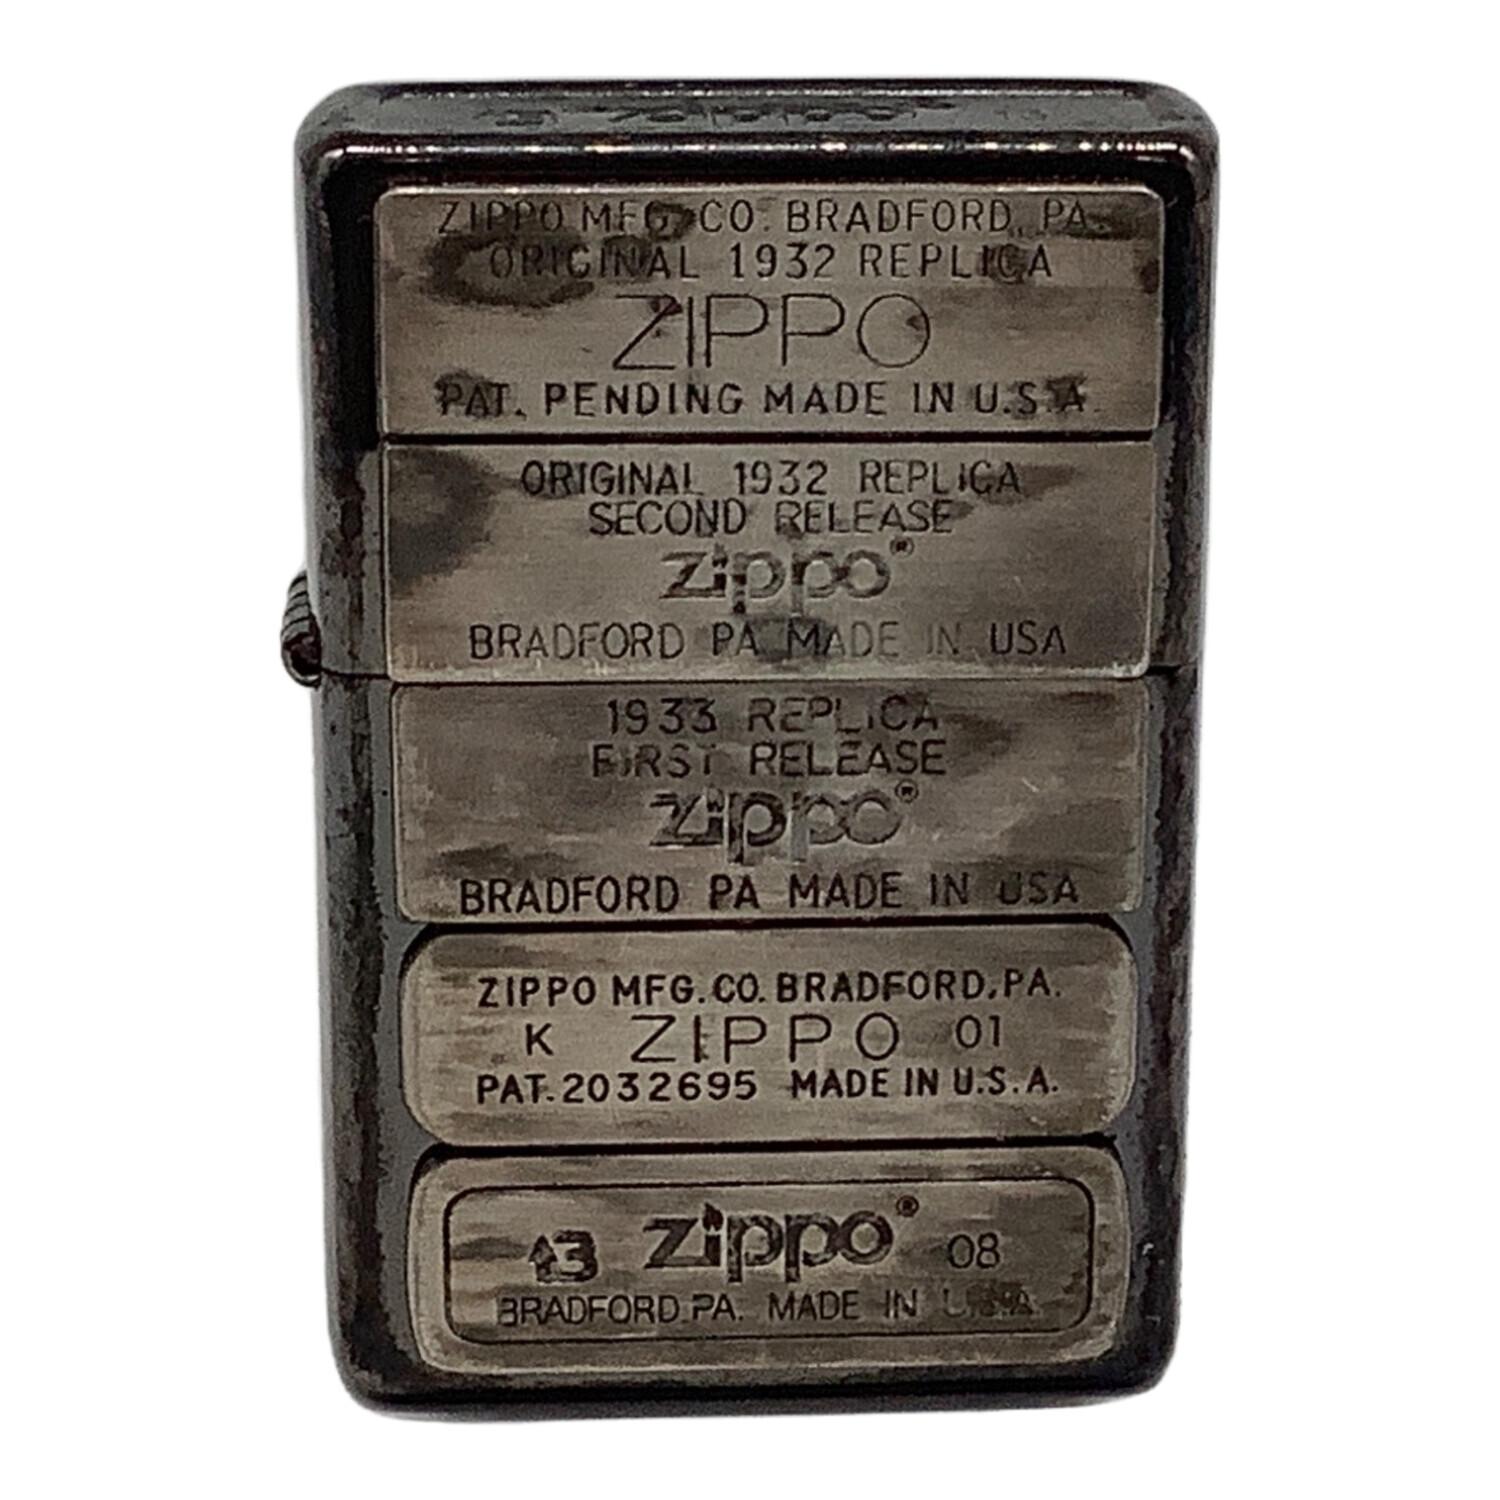 ZIPPO MFG. CO. BRADFORD, PA.
ORIGINAL 1932 REPLICA
ZIPPO
PAT. PENDING MADE IN U.S.A.
ORIGINAL 1932 REPLICA
SECOND RELEASE
zippo®
BRADFORD PA MADE IN USA
1933 REPLICA
FIRST RELEASE
zippo®
BRADFORD PA MADE IN USA
ZIPPO MFG. CO. BRADFORD, PA.
K ZIPPO 01
PAT. 2032695 MADE IN U.S.A.
3 zippo® 08
BRADFORD. PA. MADE IN U.S.A.